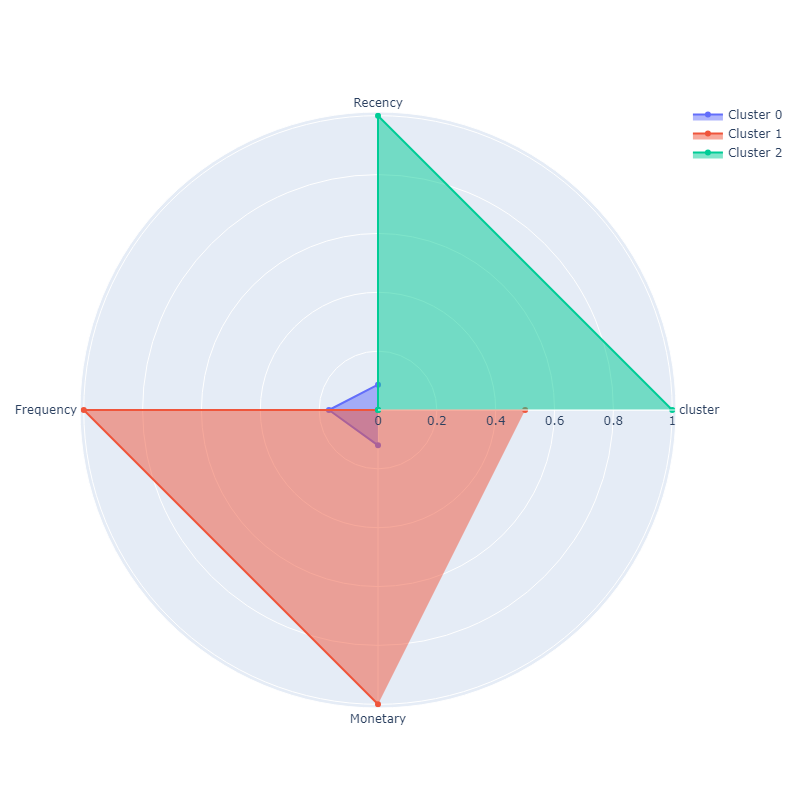 Recency
Cluster 0
Cluster 1
Cluster 2
Frequency
cluster
0
0.2
0.4
0.6
0.8
1
Monetary